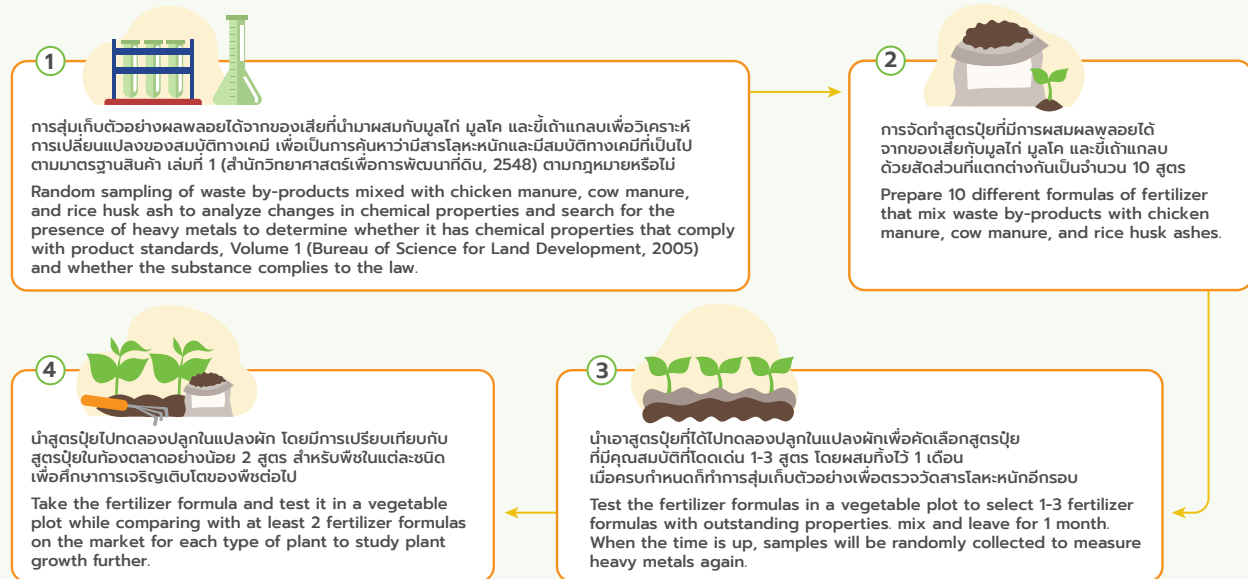 1
การสุ่มเก็บตัวอย่างผลพลอยได้จากของเสียที่นำมาผสมกับมูลไก่ มูลโค และขี้เถ้าแกลบเพื่อวิเคราะห์
การเปลี่ยนแปลงของสมบัติทางเคมี เพื่อเป็นการค้นหาว่ามีสารโลหะหนักและมีสมบัติทางเคมีที่เป็นไป
ตามมาตรฐานสินค้า เล่มที่ 1 (สำนักวิทยาศาสตร์เพื่อการพัฒนาที่ดิน, 2548) ตามกฎหมายหรือไม่
Random sampling of waste by-products mixed with chicken manure, cow manure,
and rice husk ash to analyze changes in chemical properties and search for the
presence of heavy metals to determine whether it has chemical properties that comply
with product standards, Volume 1 (Bureau of Science for Land Development, 2005)
and whether the substance complies to the law.
2
การจัดทำสูตรปุ๋ยที่มีการผสมผลพลอยได้
จากของเสียกับมูลไก่ มูลโค และขี้เถ้าแกลบ
ด้วยสัดส่วนที่แตกต่างกันเป็นจำนวน 10 สูตร
Prepare 10 different formulas of fertilizer
that mix waste by-products with chicken
manure, cow manure, and rice husk ashes.
3
นำเอาสูตรปุ๋ยที่ได้ไปทดลองปลูกในแปลงผักเพื่อคัดเลือกสูตรปุ๋ย
ที่มีคุณสมบัติที่โดดเด่น 1-3 สูตร โดยผสมทิ้งไว้ 1 เดือน
เมื่อครบกำหนดก็ทำการสุ่มเก็บตัวอย่างเพื่อตรวจวัดสารโลหะหนักอีกรอบ
Test the fertilizer formulas in a vegetable plot to select 1-3 fertilizer
formulas with outstanding properties. mix and leave for 1 month.
When the time is up, samples will be randomly collected to measure
heavy metals again.
4
นำสูตรปุ๋ยไปทดลองปลูกในแปลงผัก โดยมีการเปรียบเทียบกับ
สูตรปุ๋ยในท้องตลาดอย่างน้อย 2 สูตร สำหรับพืชในแต่ละชนิด
เพื่อศึกษาการเจริญเติบโตของพืชต่อไป
Take the fertilizer formula and test it in a vegetable
plot while comparing with at least 2 fertilizer formulas
on the market for each type of plant to study plant
growth further.